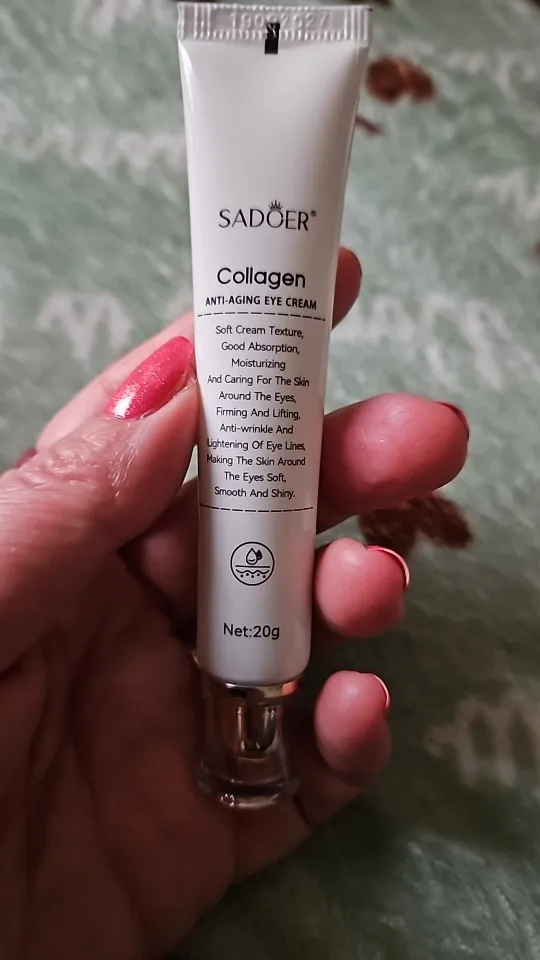 SADOER®
Collagen
ANTI-AGING EYE CREAM
Soft Cream Texture,
Good Absorption,
Moisturizing
And Caring For The Skin
Around The Eyes,
Firming And Lifting,
Anti-wrinkle And
Lightening Of Eye Lines,
Making The Skin Around
The Eyes Soft,
Smooth And Shiny.
Net:20g